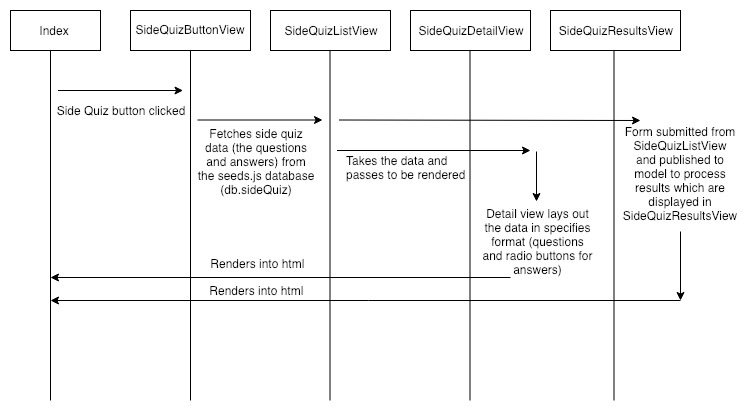 Index
SideQuizButtonView
SideQuizListView
SideQuizDetailView
SideQuizResultsView
Side Quiz button clicked
Fetches side quiz
data (the questions
and answers) from
the seeds.js database
(db.sideQuiz)
Takes the data and
passes to be rendered
Form submitted from
SideQuizListView
and published to
model to process
results which are
displayed in
SideQuizResultsView
Detail view lays out
the data in specifies
format (questions
and radio buttons for
answers)
Renders into html
Renders into html